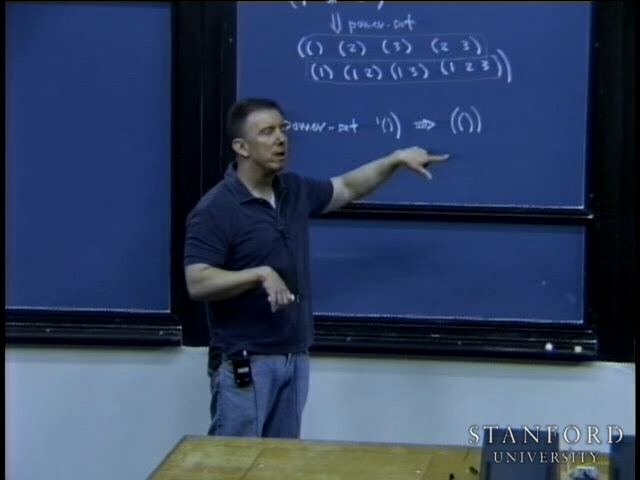 ⇓ power-set
(() (2) (3) (2 3)
(1) (1 2) (1 3) (1 2 3))
power-set '()) ⇒ (())
STANFORD
UNIVERSITY